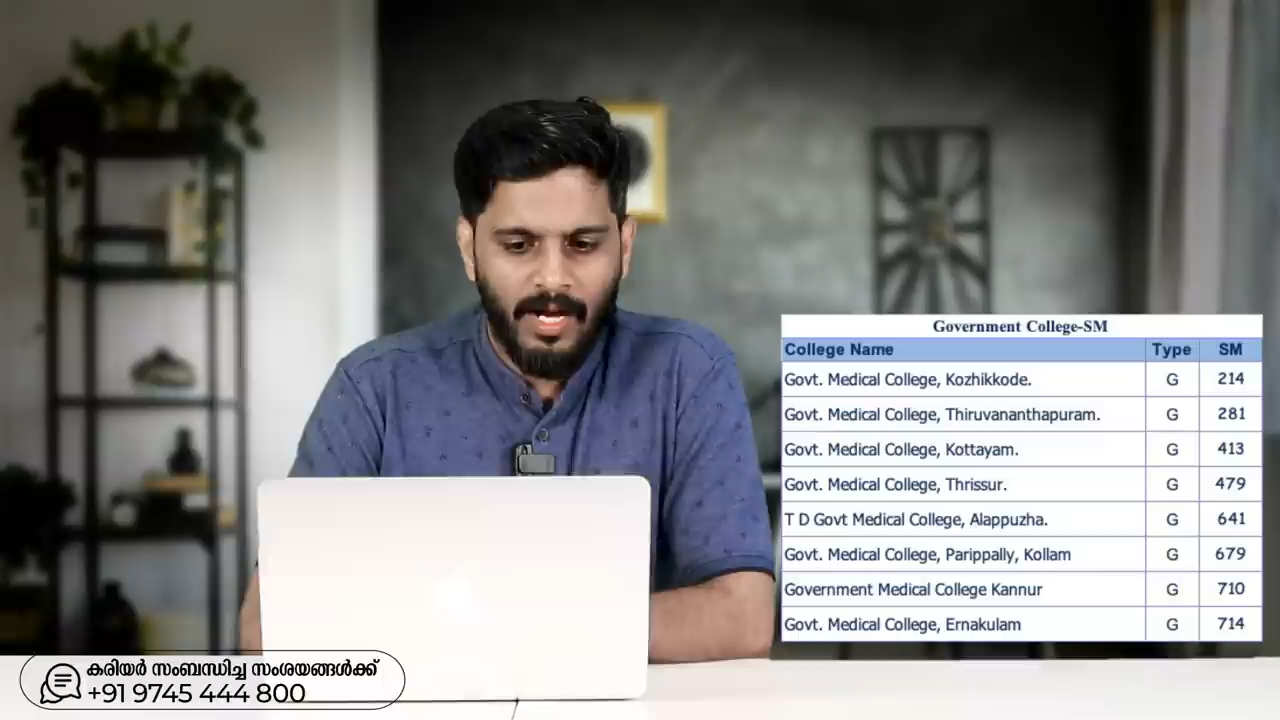 Government College-SM
College Name Type SM
Govt. Medical College, Kozhikkode. G 214
Govt. Medical College, Thiruvananthapuram. G 281
Govt. Medical College, Kottayam. G 413
Govt. Medical College, Thrissur. G 479
T D Govt Medical College, Alappuzha. G 641
Govt. Medical College, Parippally, Kollam G 679
Government Medical College Kannur G 710
Govt. Medical College, Ernakulam G 714
കരിയർ സംബന്ധിച്ച സംശയങ്ങൾക്ക്
+91 9745 444 800